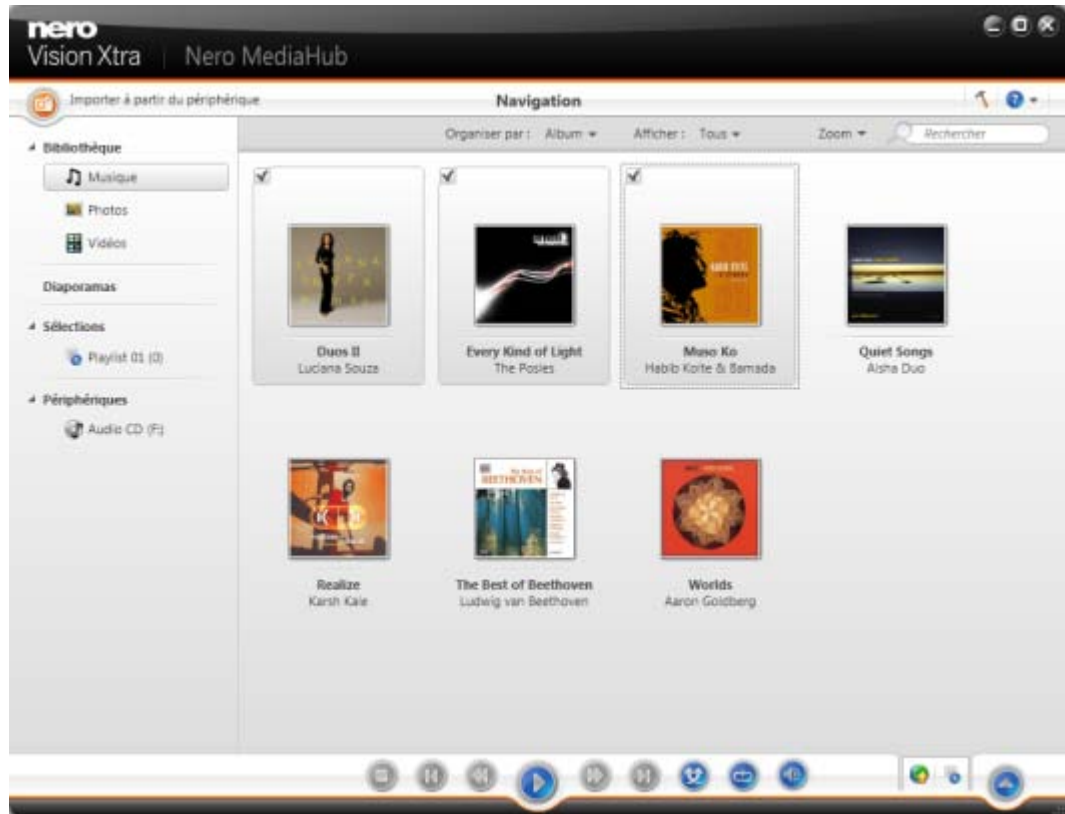 nero
Vision Xtra | Nero MediaHub
Importer à partir du périphérique
Navigation
Organiser par : Album
Afficher : Tous
Zoom
Rechercher
Bibliothèque
Musique
Photos
Vidéos
Diaporamas
Sélections
Playlist 01 (0)
Périphériques
Audio CD (F:)
Duos II
Luciana Souza
Every Kind of Light
The Posies
Muso Ko
Habib Koite & Bamada
Quiet Songs
Aisha Duo
BEETHOVEN
Realize
Karsh Kale
The Best of Beethoven
Ludwig van Beethoven
Worlds
Aaron Goldberg